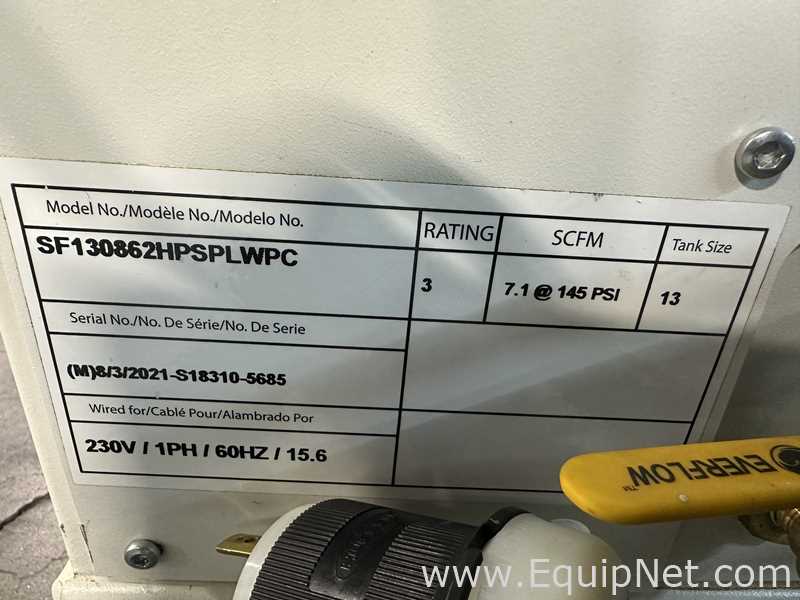 Model No./Modèle No./Modelo No.
SF130862HPSPLWPC
RATING
3
SCFM
7.1 @ 145 PSI
Tank Size
13
Serial No./No. De Série/No. De Serie
(M)8/3/2021-S18310-5685
Wired for/Cablé Pour/Alambrado Por
230V / 1PH / 60HZ / 15.6
EVERFLOW™
www.EquipNet.com